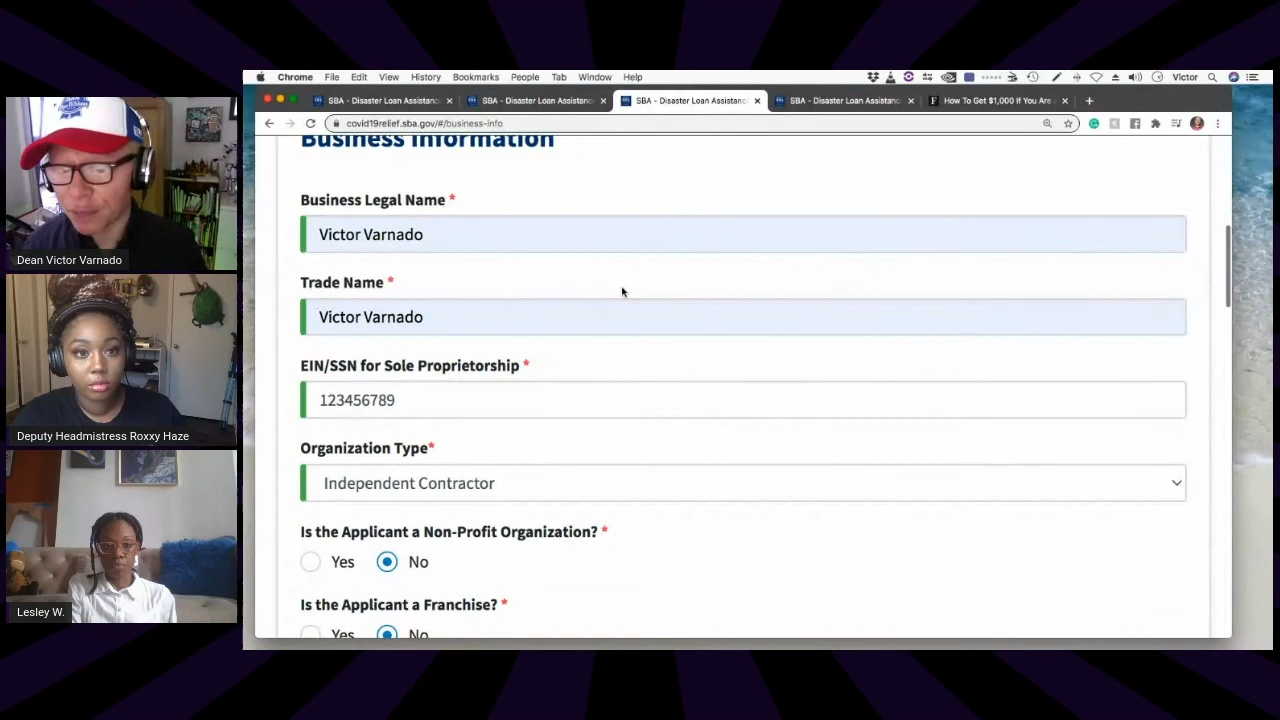 Chrome File Edit View History Bookmarks People Tab Window Help Victor
SBA - Disaster Loan Assistanc SBA - Disaster Loan Assistanc SBA - Disaster Loan Assistanc SBA - Disaster Loan Assistanc How To Get $1,000 If You Are
covid19relief.sba.gov/#/business-info
Business Information
Business Legal Name *
Victor Varnado
Trade Name *
Victor Varnado
EIN/SSN for Sole Proprietorship *
123456789
Organization Type*
Independent Contractor
Is the Applicant a Non-Profit Organization? *
Yes No
Is the Applicant a Franchise? *
Yes No
Dean Victor Varnado
Deputy Headmistress Roxxy Haze
Lesley W.